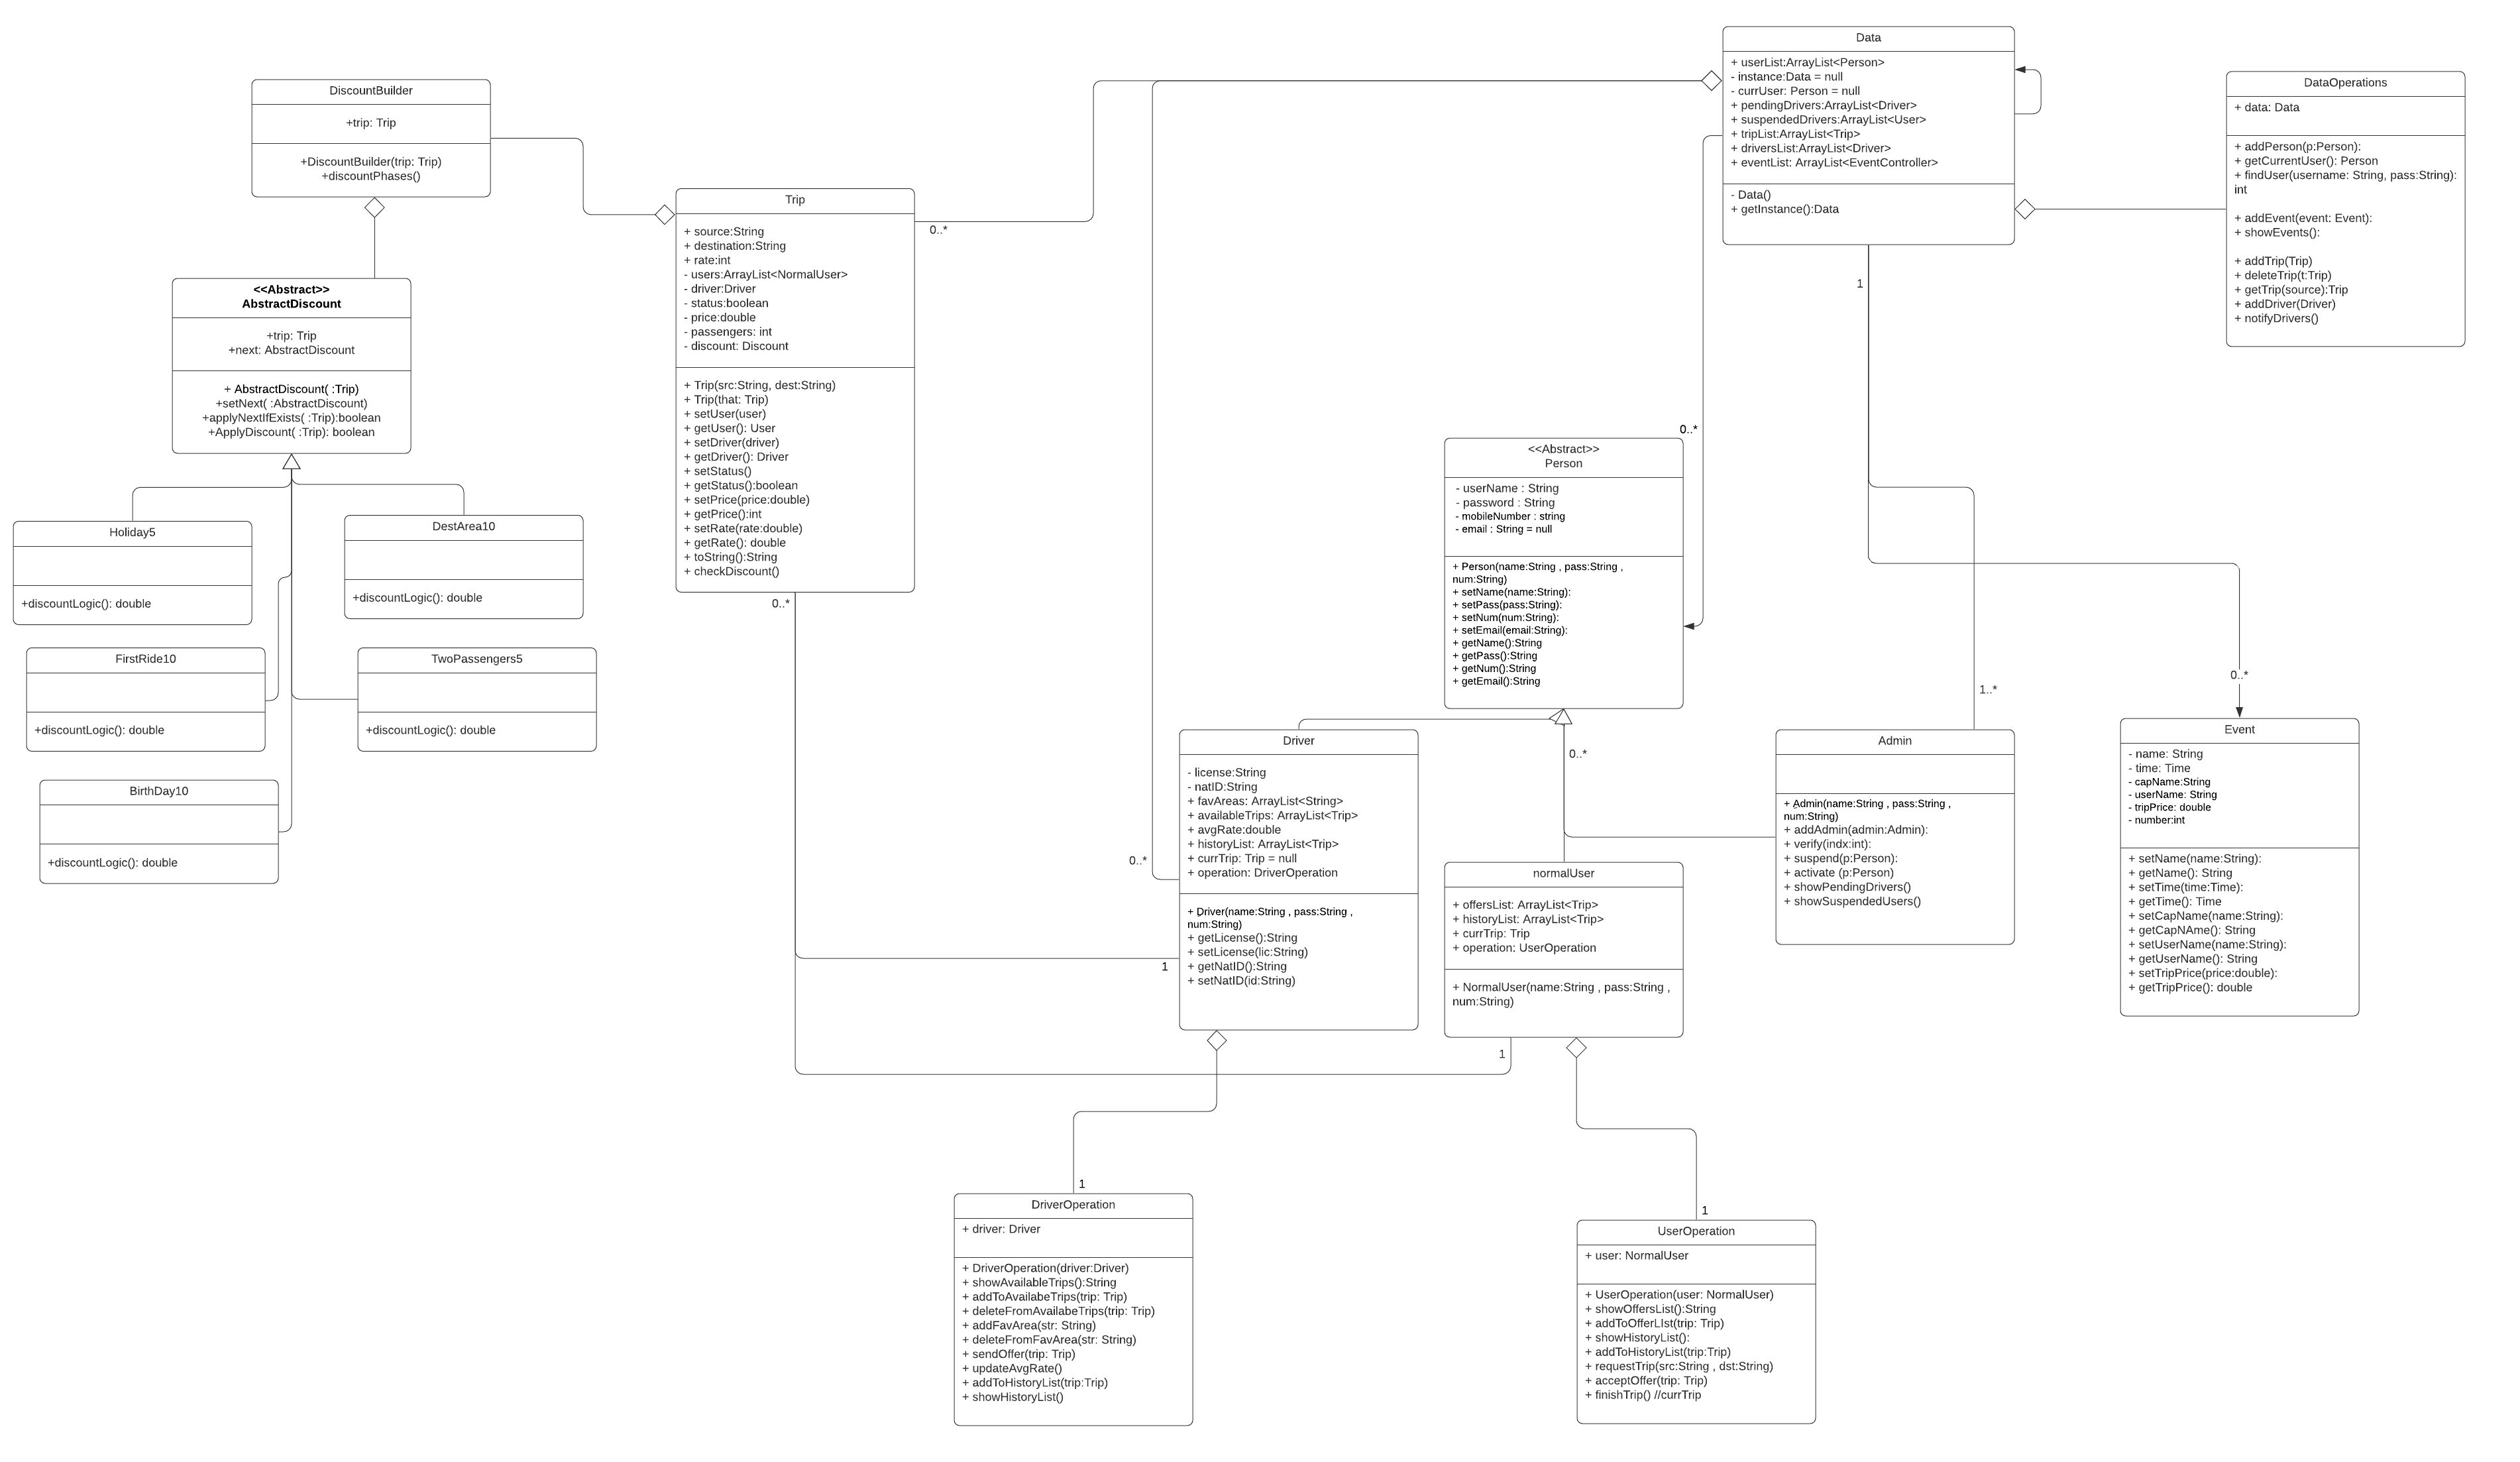 DiscountBuilder
+trip: Trip
+DiscountBuilder(trip: Trip)
+discountPhases()
<<Abstract>>
AbstractDiscount
+trip: Trip
+next: AbstractDiscount
+ AbstractDiscount( :Trip)
+setNext( :AbstractDiscount)
+applyNextIfExists( :Trip):boolean
+ApplyDiscount( :Trip): boolean
Holiday5
+discountLogic(): double
DestArea10
+discountLogic(): double
FirstRide10
+discountLogic(): double
TwoPassengers5
+discountLogic(): double
BirthDay10
+discountLogic(): double
Trip
+ source:String
+ destination:String
+ rate:int
- users:ArrayList<NormalUser>
- driver:Driver
- status:boolean
- price:double
- passengers: int
- discount: Discount
+ Trip(src:String, dest:String)
+ Trip(that: Trip)
+ setUser(user)
+ getUser(): User
+ setDriver(driver)
+ getDriver(): Driver
+ setStatus()
+ getStatus():boolean
+ setPrice(price:double)
+ getPrice():int
+ setRate(rate:double)
+ getRate(): double
+ toString():String
+ checkDiscount()
0..*
0..*
Data
+ userList:ArrayList<Person>
- instance:Data = null
- currUser: Person = null
+ pendingDrivers:ArrayList<Driver>
+ suspendedDrivers:ArrayList<User>
+ tripList:ArrayList<Trip>
+ driversList:ArrayList<Driver>
+ eventList: ArrayList<EventController>
- Data()
+ getInstance():Data
1
DataOperations
+ data: Data
+ addPerson(p:Person):
+ getCurrentUser(): Person
+ findUser(username: String, pass:String):
int
+ addEvent(event: Event):
+ showEvents():
+ addTrip(Trip)
+ deleteTrip(t:Trip)
+ getTrip(source):Trip
+ addDriver(Driver)
+ notifyDrivers()
0..*
<<Abstract>>
Person
- userName : String
- password : String
- mobileNumber : string
- email : String = null
+ Person(name:String , pass:String ,
num:String)
+ setName(name:String):
+ setPass(pass:String):
+ setNum(num:String):
+ setEmail(email:String):
+ getName():String
+ getPass():String
+ getNum():String
+ getEmail():String
0..*
1..*
0..*
Driver
- license:String
- natID:String
+ favAreas: ArrayList<String>
+ availableTrips: ArrayList<Trip>
+ avgRate:double
+ historyList: ArrayList<Trip>
+ currTrip: Trip = null
+ operation: DriverOperation
+ Driver(name:String , pass:String ,
num:String)
+ getLicense():String
+ setLicense(lic:String)
+ getNatID():String
+ setNatID(id:String)
0..*
1
normalUser
+ offersList: ArrayList<Trip>
+ historyList: ArrayList<Trip>
+ currTrip: Trip
+ operation: UserOperation
+ NormalUser(name:String , pass:String ,
num:String)
1
Admin
+ Admin(name:String , pass:String ,
num:String)
+ addAdmin(admin:Admin):
+ verify(indx:int):
+ suspend(p:Person):
+ activate (p:Person)
+ showPendingDrivers()
+ showSuspendedUsers()
Event
- name: String
- time: Time
- capName:String
- userName: String
- tripPrice: double
- number:int
+ setName(name:String):
+ getName(): String
+ setTime(time:Time):
+ getTime(): Time
+ setCapName(name:String):
+ getCapNAme(): String
+ setUserName(name:String):
+ getUserName(): String
+ setTripPrice(price:double):
+ getTripPrice(): double
1
DriverOperation
+ driver: Driver
+ DriverOperation(driver:Driver)
+ showAvailableTrips():String
+ addToAvailabeTrips(trip: Trip)
+ deleteFromAvailabeTrips(trip: Trip)
+ addFavArea(str: String)
+ deleteFromFavArea(str: String)
+ sendOffer(trip: Trip)
+ updateAvgRate()
+ addToHistoryList(trip:Trip)
+ showHistoryList()
1
UserOperation
+ user: NormalUser
+ UserOperation(user: NormalUser)
+ showOffersList():String
+ addToOfferLIst(trip: Trip)
+ showHistoryList():
+ addToHistoryList(trip:Trip)
+ requestTrip(src:String , dst:String)
+ acceptOffer(trip: Trip)
+ finishTrip() //currTrip